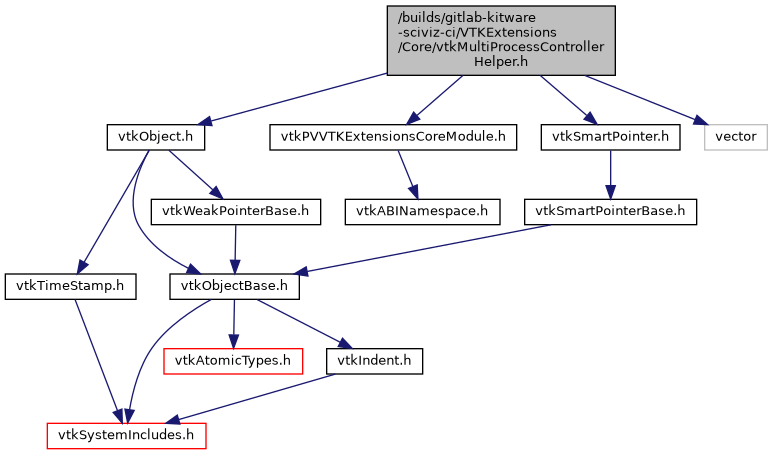 /builds/gitlab-kitware
-sciviz-ci/VTKExtensions
/Core/vtkMultiProcessController
Helper.h
vtkObject.h
vtkPVVTKExtensionsCoreModule.h
vtkSmartPointer.h
vector
vtkWeakPointerBase.h
vtkABINamespace.h
vtkSmartPointerBase.h
vtkTimeStamp.h
vtkObjectBase.h
vtkAtomicTypes.h
vtkIndent.h
vtkSystemIncludes.h